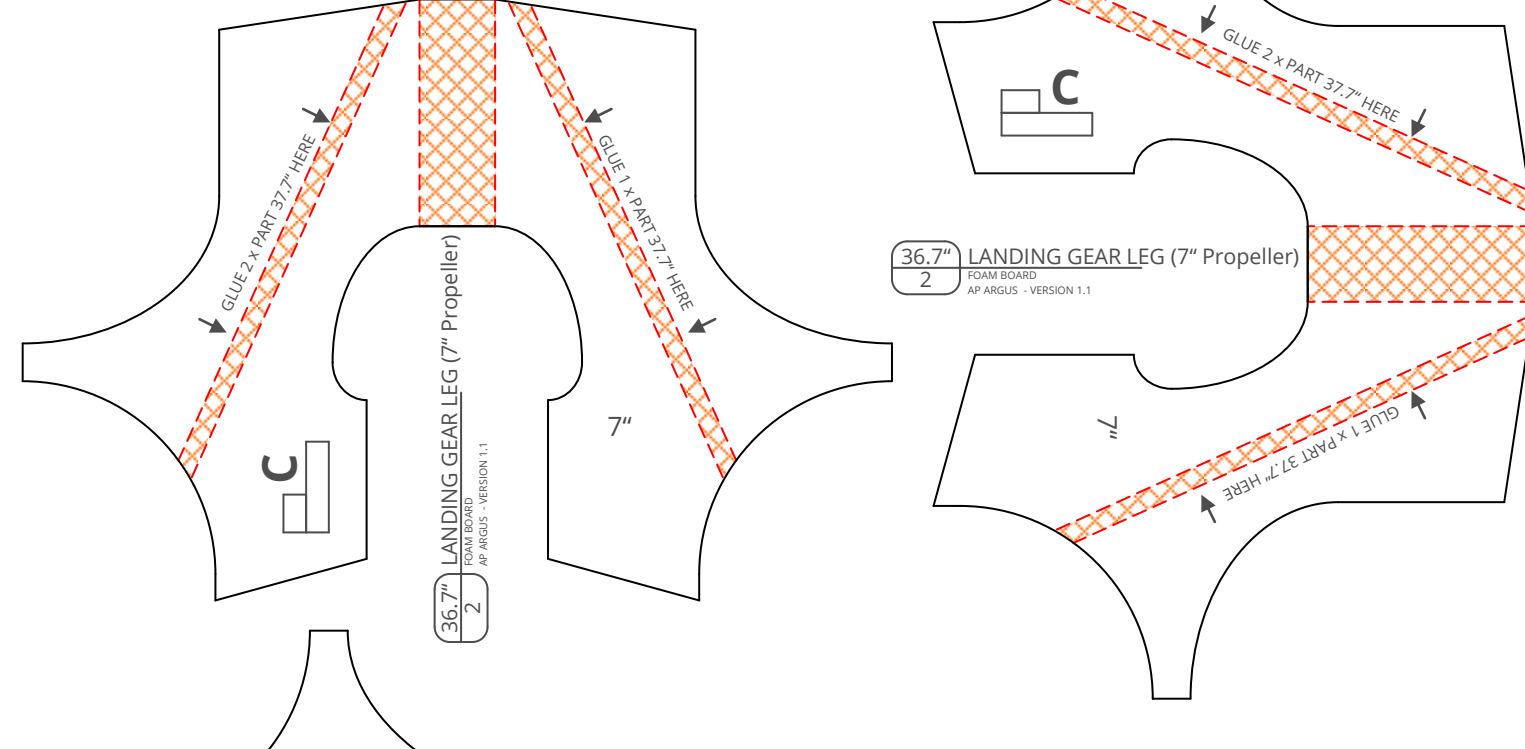 GLUE 2 x PART 37.7“ HERE
GLUE 1 x PART 37.7“ HERE
C
7“
36.7“
2
LANDING GEAR LEG (7“ Propeller)
FOAM BOARD
AP ARGUS - VERSION 1.1
GLUE 2 x PART 37.7“ HERE
C
36.7“
2
LANDING GEAR LEG (7“ Propeller)
FOAM BOARD
AP ARGUS - VERSION 1.1
7“
GLUE 1 x PART 37.7“ HERE